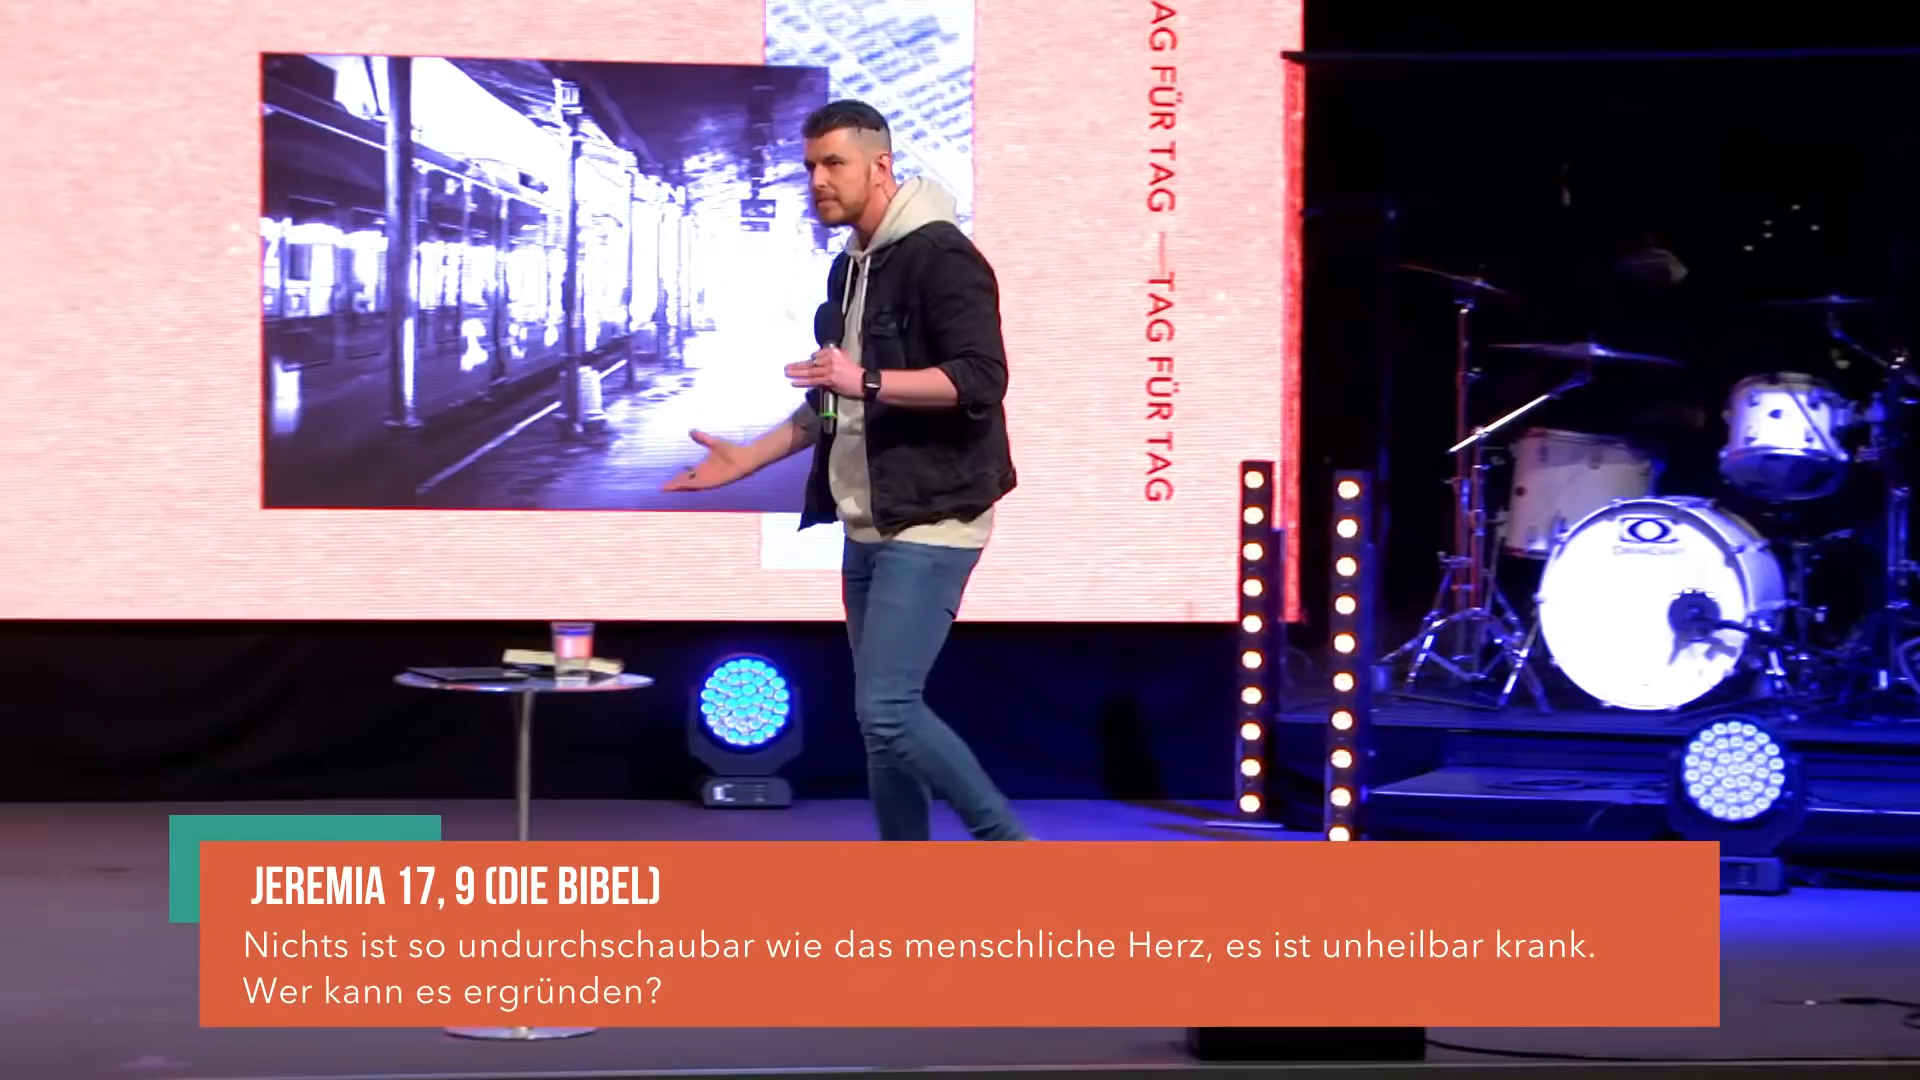 AG FÜR TAG — TAG FÜR TAG
JEREMIA 17, 9 (DIE BIBEL)
Nichts ist so undurchschaubar wie das menschliche Herz, es ist unheilbar krank.
Wer kann es ergründen?